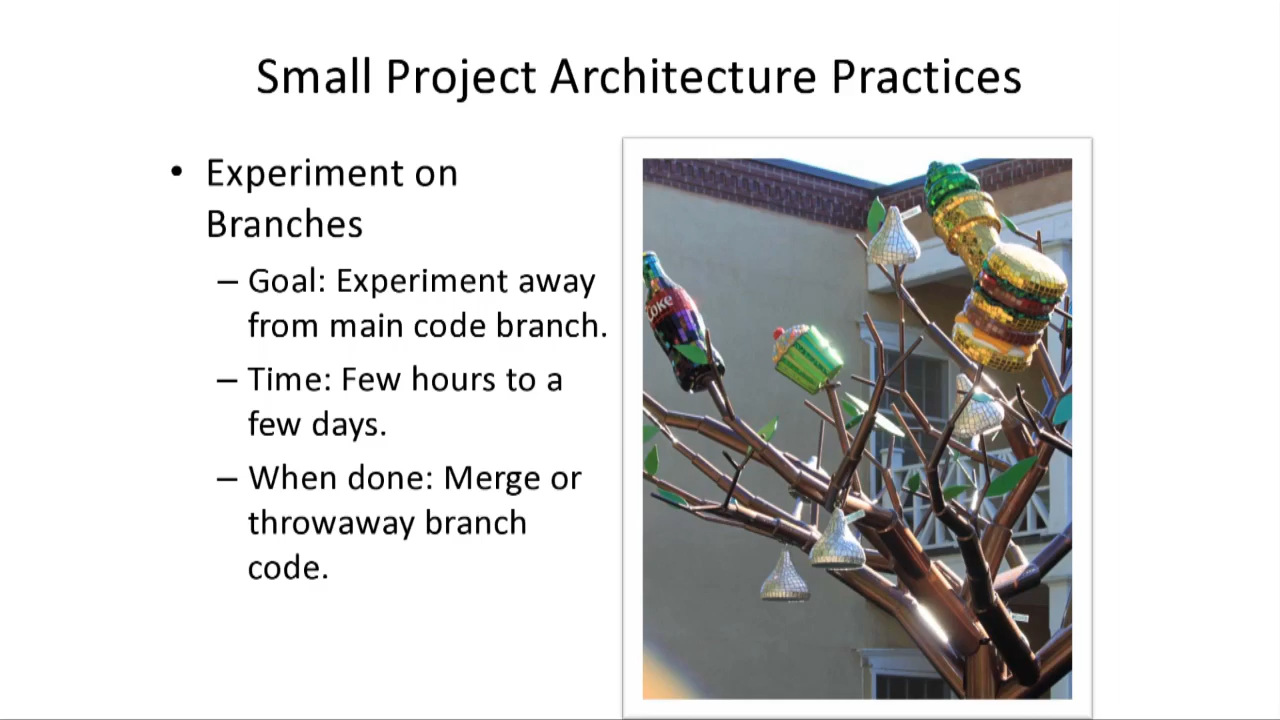 Small Project Architecture Practices
• Experiment on
Branches
– Goal: Experiment away
from main code branch.
– Time: Few hours to a
few days.
– When done: Merge or
throwaway branch
code.
Coke